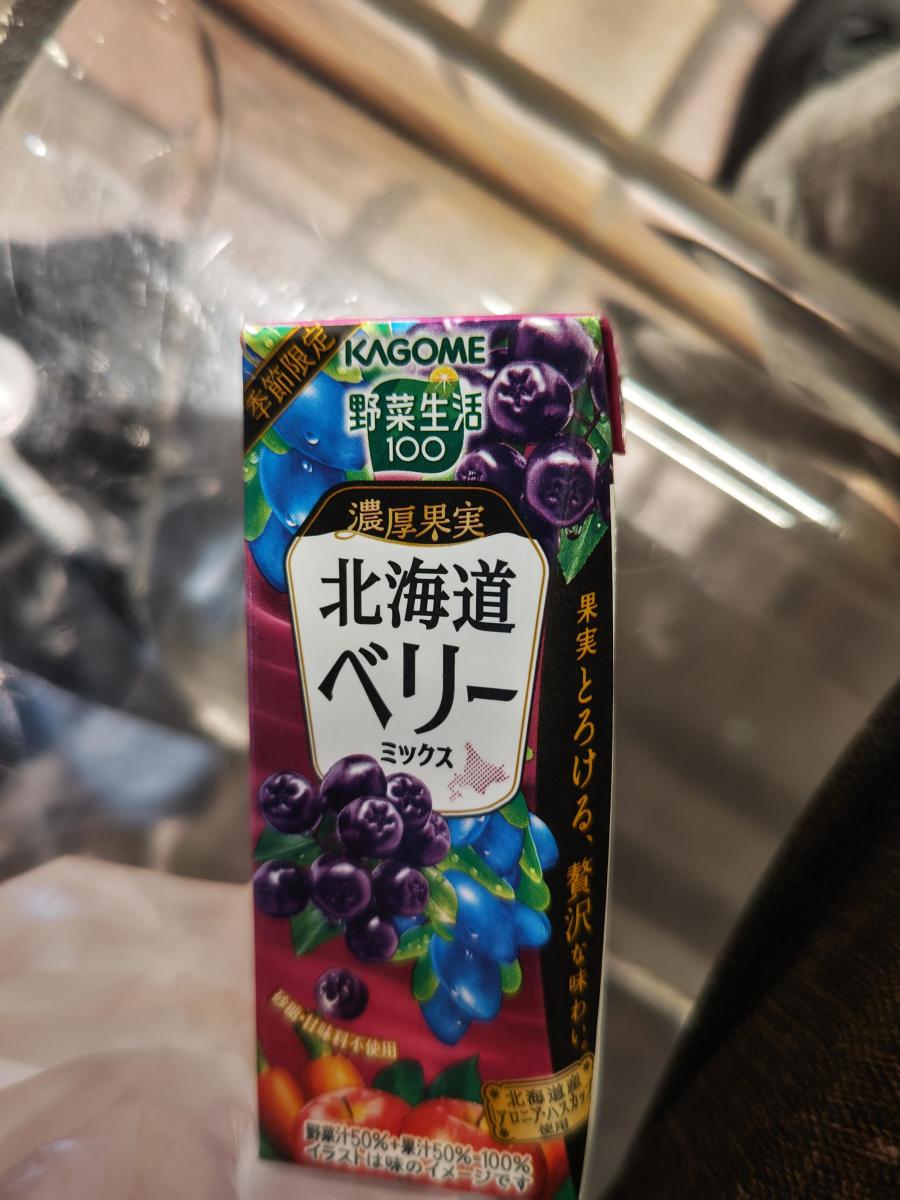 季節限定
KAGOME
野菜生活
100
濃厚果実
北海道
ベリー
ミックス
果実とろける、贅沢な味わい。
砂糖・甘味料不使用
北海道産
アロニア・ハスカップ
使用
野菜汁50%+果汁50%=100%
イラストは味のイメージです